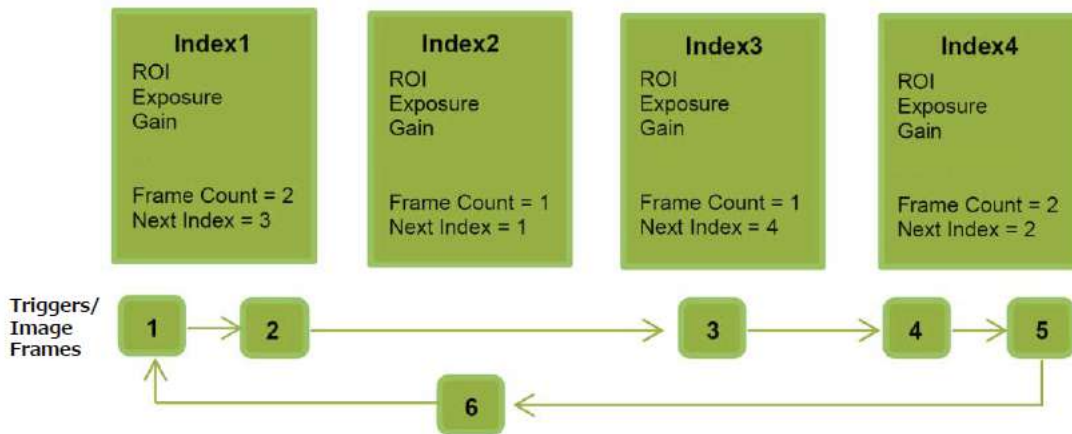 Index1
ROI
Exposure
Gain
Frame Count = 2
Next Index = 3
Index2
ROI
Exposure
Gain
Frame Count = 1
Next Index = 1
Index3
ROI
Exposure
Gain
Frame Count = 1
Next Index = 4
Index4
ROI
Exposure
Gain
Frame Count = 2
Next Index = 2
Triggers/
Image
Frames
1
2
3
4
5
6